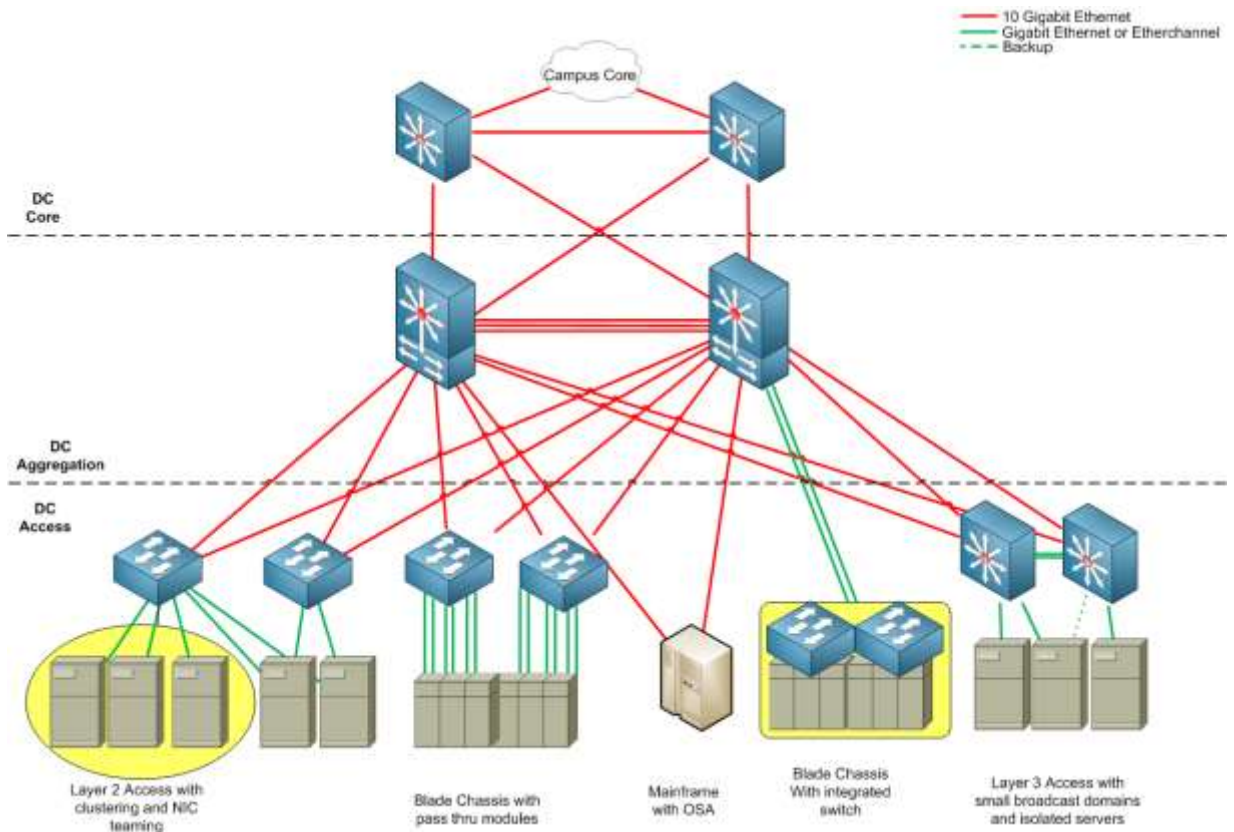 10 Gigabit Ethernet
Gigabit Ethernet or Etherchannel
Backup
Campus Core
DC
Core
DC
Aggregation
DC
Access
Layer 2 Access with
clustering and NIC
teaming
Blade Chassis with
pass thru modules
Mainframe
with OSA
Blade Chassis
With integrated
switch
Layer 3 Access with
small broadcast domains
and isolated servers